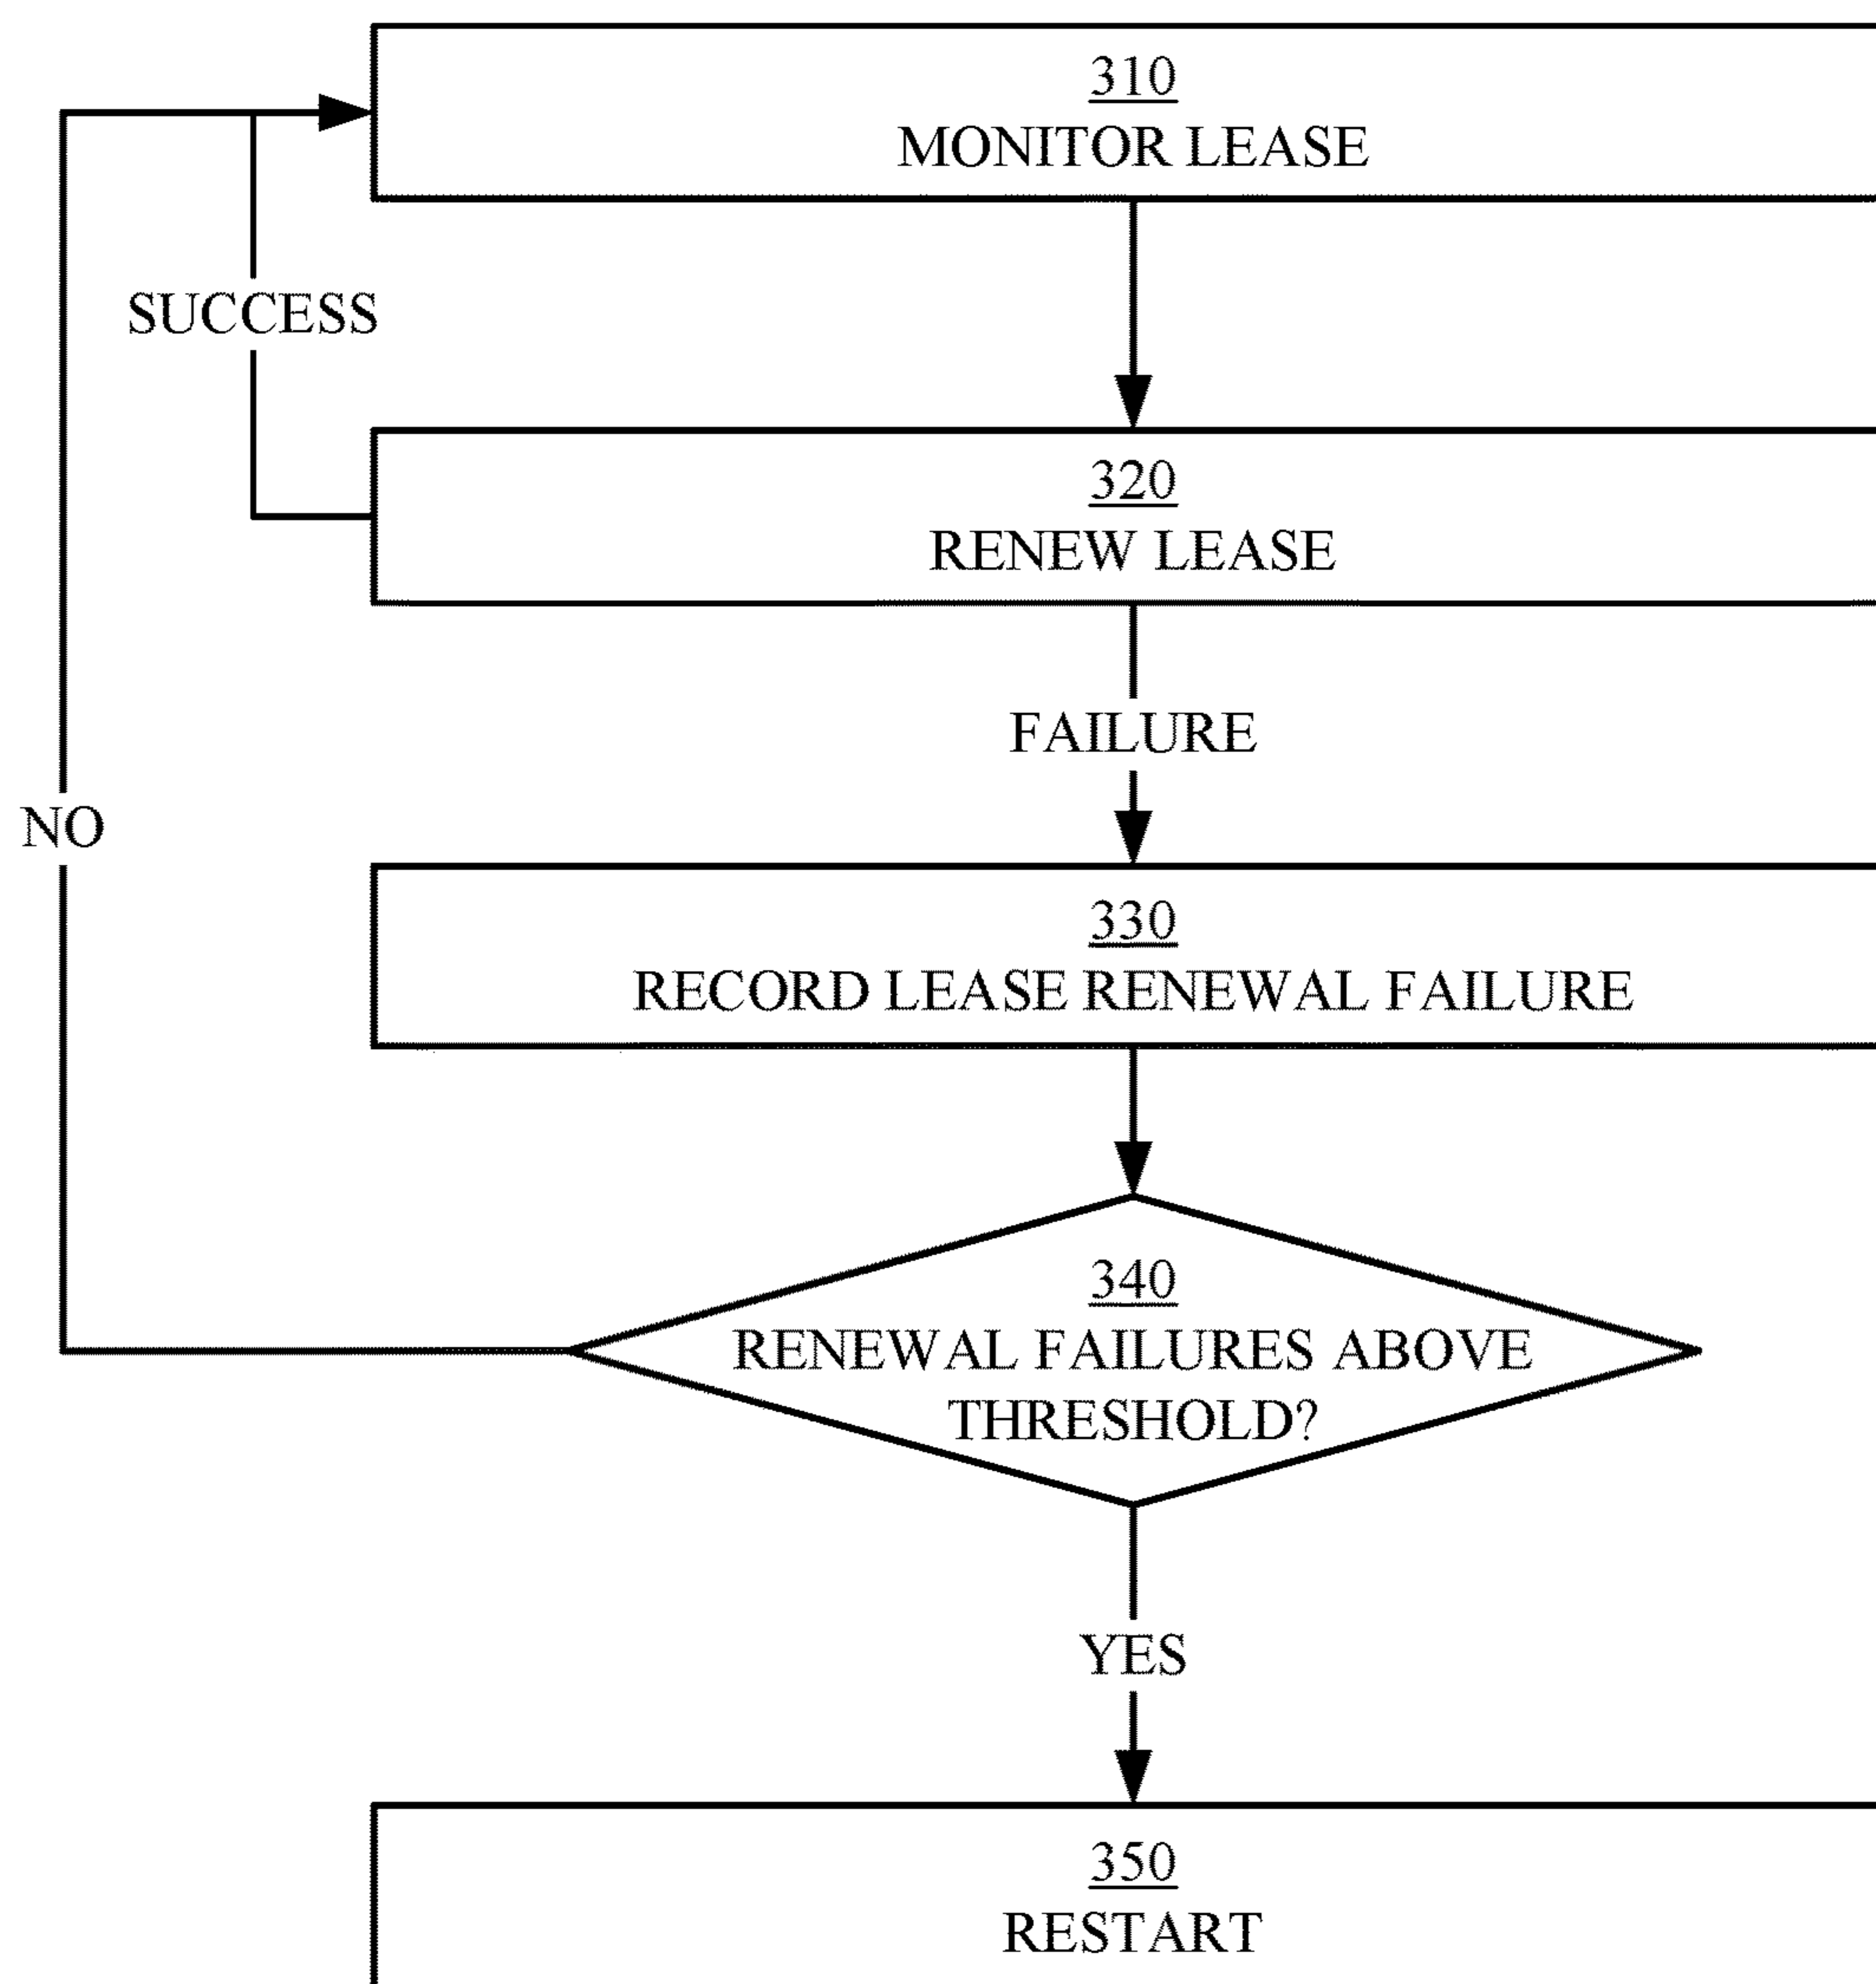 310
MONITOR LEASE
SUCCESS
320
RENEW LEASE
FAILURE
NO
330
RECORD LEASE RENEWAL FAILURE
340
RENEWAL FAILURES ABOVE
THRESHOLD?
YES
350
RESTART